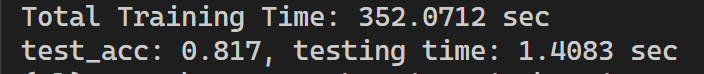 Total Training Time: 352.0712 sec
test_acc: 0.817, testing time: 1.4083 sec